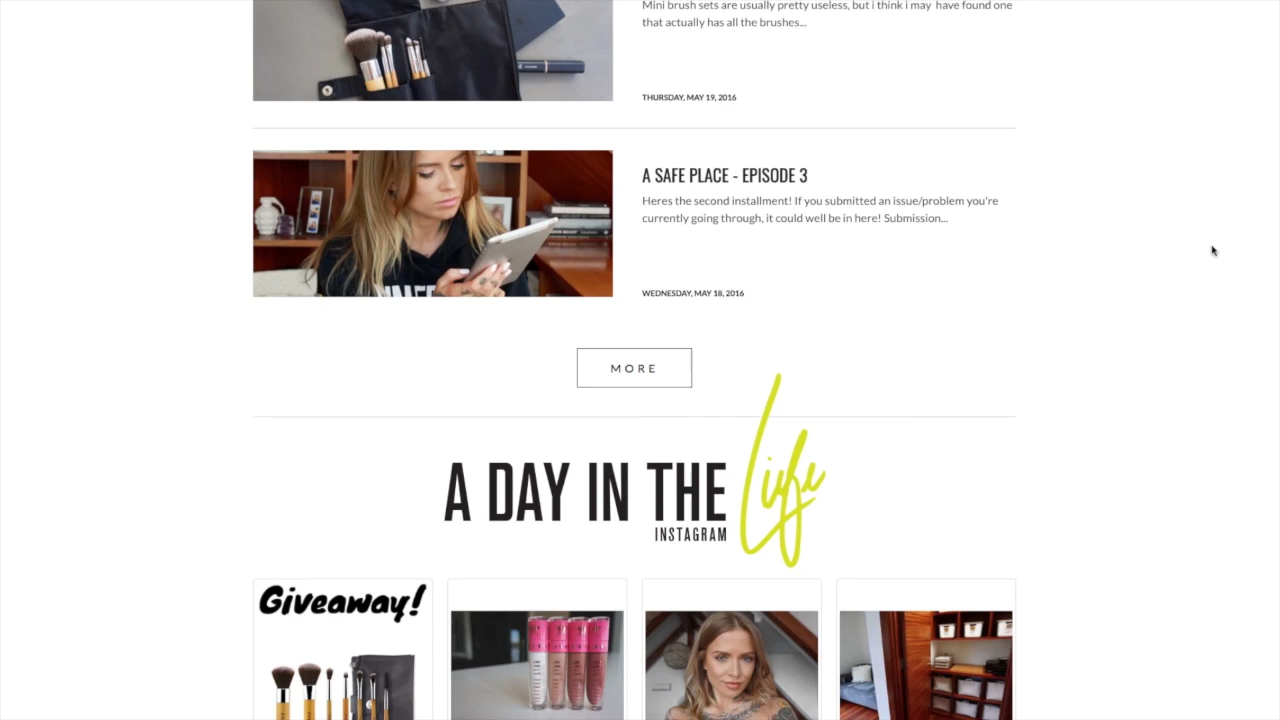 Mini brush sets are usually pretty useless, but i think i may have found one
that actually has all the brushes...
THURSDAY, MAY 19, 2016
A SAFE PLACE - EPISODE 3
Heres the second installment! If you submitted an issue/problem you're
currently going through, it could well be in here! Submission...
WEDNESDAY, MAY 18, 2016
MORE
A DAY IN THE Life
INSTAGRAM
Giveaway!